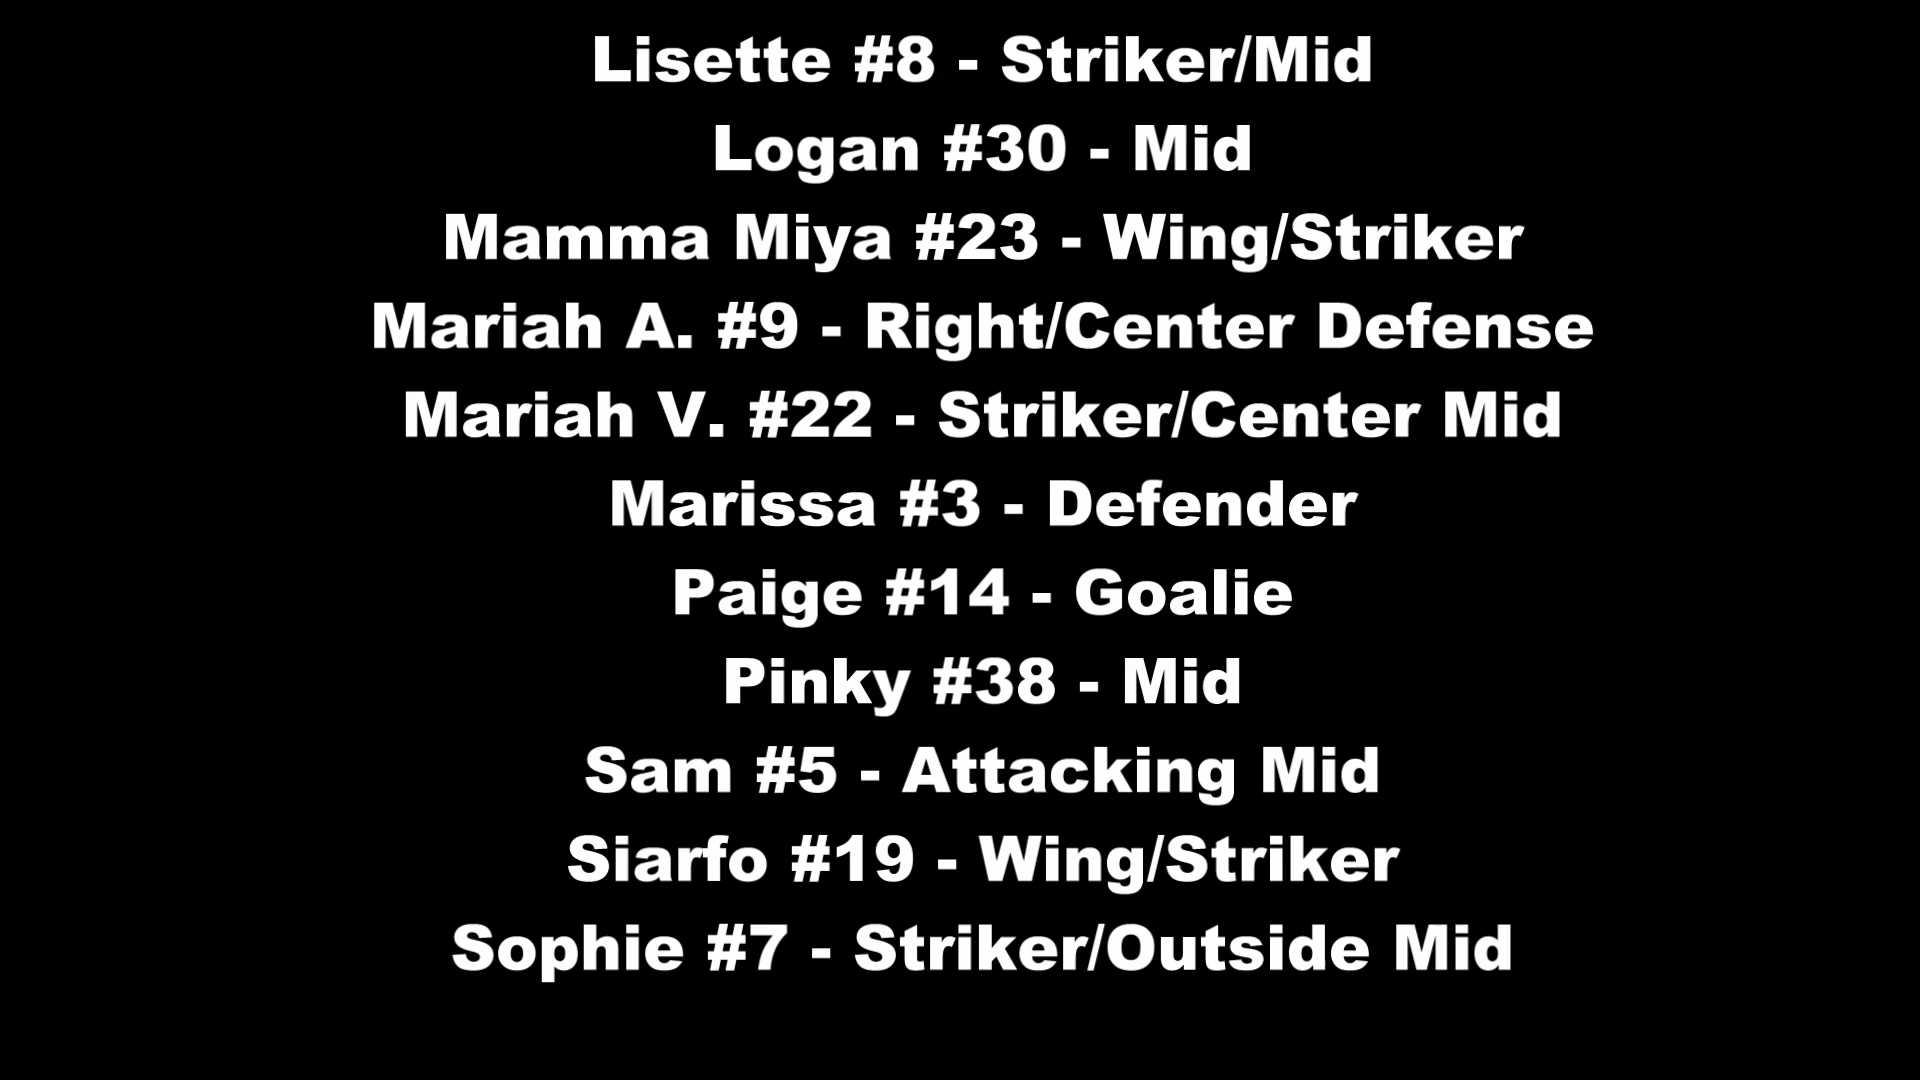 Lisette #8 - Striker/Mid
Logan #30 - Mid
Mamma Miya #23 - Wing/Striker
Mariah A. #9 - Right/Center Defense
Mariah V. #22 - Striker/Center Mid
Marissa #3 - Defender
Paige #14 - Goalie
Pinky #38 - Mid
Sam #5 - Attacking Mid
Siarfo #19 - Wing/Striker
Sophie #7 - Striker/Outside Mid